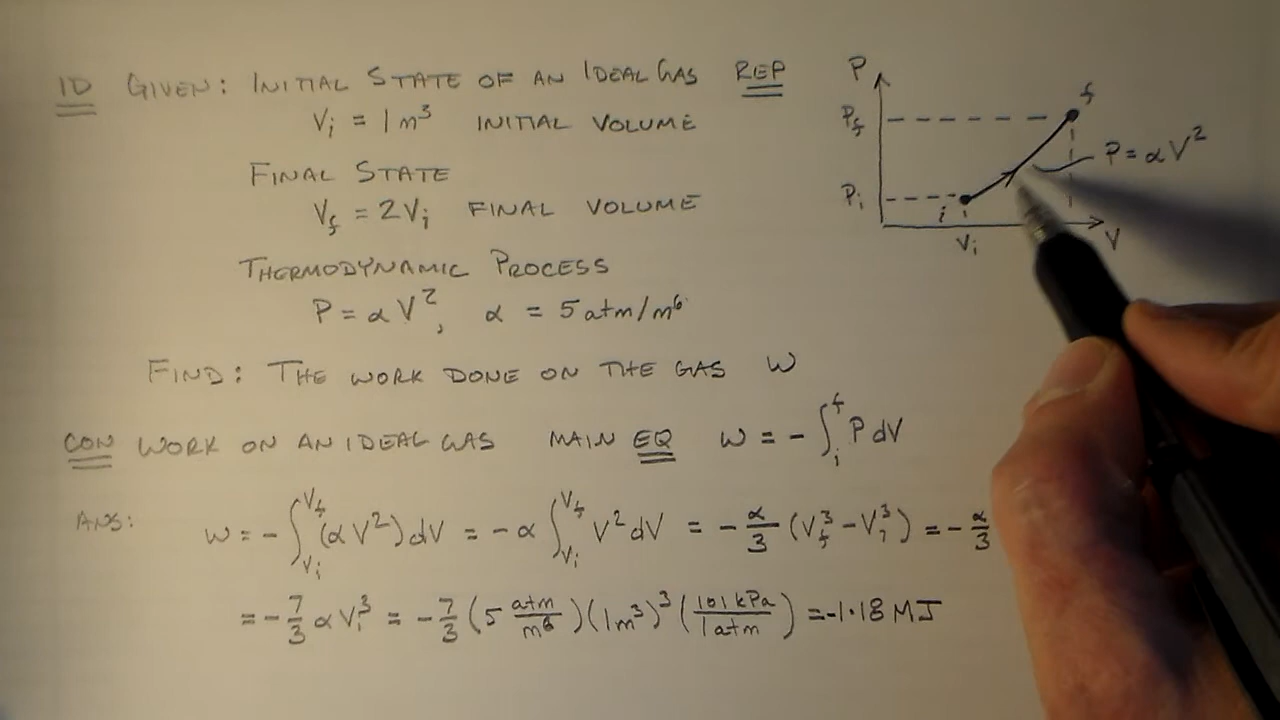 ID GIVEN: INITIAL STATE OF AN IDEAL GAS REP
Vi = 1 m³ INITIAL VOLUME
FINAL STATE
Vf = 2Vi FINAL VOLUME
THERMODYNAMIC PROCESS
P = αV², α = 5 atm/m⁶
FIND: THE WORK DONE ON THE GAS W
P
f
Pf
P = αV²
Pi
i
Vi
V
CON WORK ON AN IDEAL GAS MAIN EQ W = -∫ᵢᶠ P dV
ANS: W = -∫_{Vi}^{Vf} (αV²) dV = -α ∫_{Vi}^{Vf} V² dV = -α/3 (Vf³ - Vi³) = -α/3
= -7/3 αVi³ = -7/3 (5 atm/m⁶)(1m³)³ (101 kPa/1 atm) = -1.18 MJ